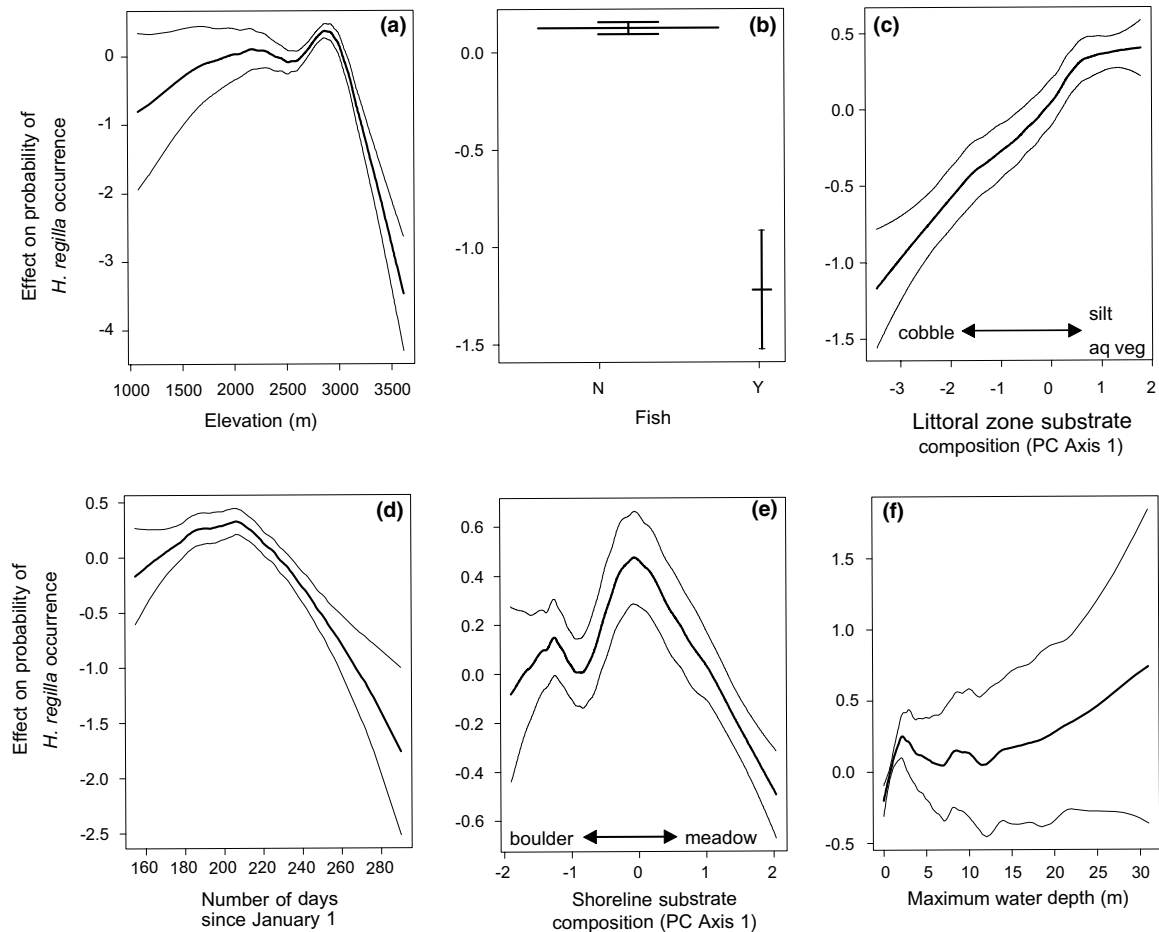 Effect on probability of
H. regilla occurrence
(a)
0
-1
-2
-3
-4
1000 1500 2000 2500 3000 3500
Elevation (m)
(b)
0.0
-0.5
-1.0
-1.5
N Y
Fish
(c)
0.5
0.0
-0.5
-1.0
-1.5
cobble
silt
aq veg
-3 -2 -1 0 1 2
Littoral zone substrate
composition (PC Axis 1)
Effect on probability of
H. regilla occurrence
(d)
0.5
0.0
-0.5
-1.0
-1.5
-2.0
-2.5
160 180 200 220 240 260 280
Number of days
since January 1
(e)
0.6
0.4
0.2
0.0
-0.2
-0.4
-0.6
boulder meadow
-2 -1 0 1 2
Shoreline substrate
composition (PC Axis 1)
(f)
1.5
1.0
0.5
0.0
-0.5
0 5 10 15 20 25 30
Maximum water depth (m)